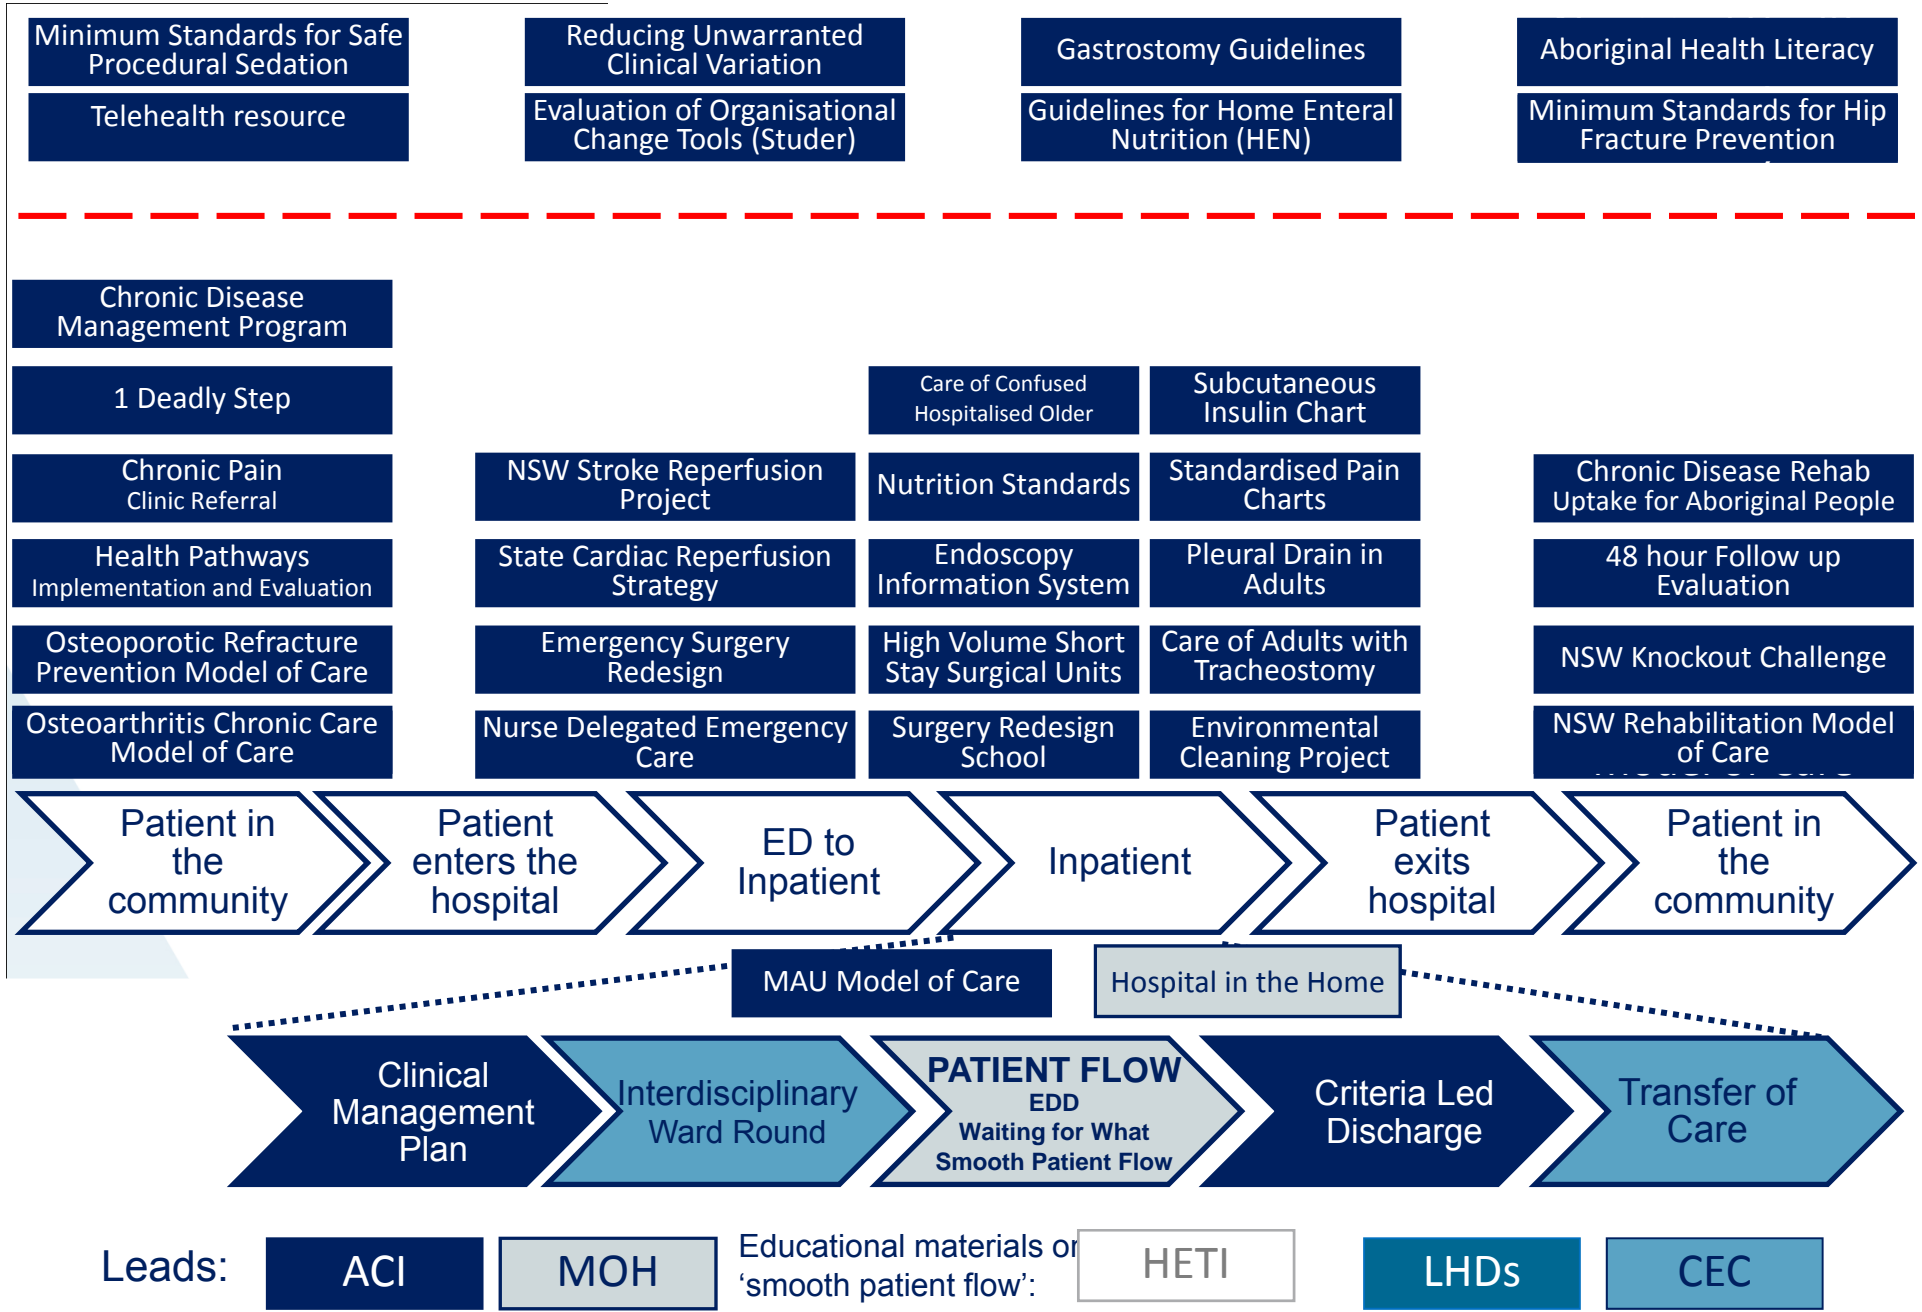 Minimum Standards for Safe
Procedural Sedation
Reducing Unwarranted
Clinical Variation
Gastrostomy Guidelines
Aboriginal Health Literacy
Telehealth resource
Evaluation of Organisational
Change Tools (Studer)
Guidelines for Home Enteral
Nutrition (HEN)
Minimum Standards for Hip
Fracture Prevention
Chronic Disease
Management Program
1 Deadly Step
Chronic Pain
Clinic Referral
Health Pathways
Implementation and Evaluation
Osteoporotic Refracture
Prevention Model of Care
Osteoarthritis Chronic Care
Model of Care
NSW Stroke Reperfusion
Project
State Cardiac Reperfusion
Strategy
Emergency Surgery
Redesign
Nurse Delegated Emergency
Care
Care of Confused
Hospitalised Older
Nutrition Standards
Endoscopy
Information System
High Volume Short
Stay Surgical Units
Surgery Redesign
School
Subcutaneous
Insulin Chart
Standardised Pain
Charts
Pleural Drain in
Adults
Care of Adults with
Tracheostomy
Environmental
Cleaning Project
Chronic Disease Rehab
Uptake for Aboriginal People
48 hour Follow up
Evaluation
NSW Knockout Challenge
NSW Rehabilitation Model
of Care
Patient in
the
community
Patient
enters the
hospital
ED to
Inpatient
Inpatient
Patient
exits
hospital
Patient in
the
community
MAU Model of Care
Hospital in the Home
Clinical
Management
Plan
Interdisciplinary
Ward Round
PATIENT FLOW
EDD
Waiting for What
Smooth Patient Flow
Criteria Led
Discharge
Transfer of
Care
Leads:
ACI
MOH
Educational materials or
'smooth patient flow':
HETI
LHDs
CEC